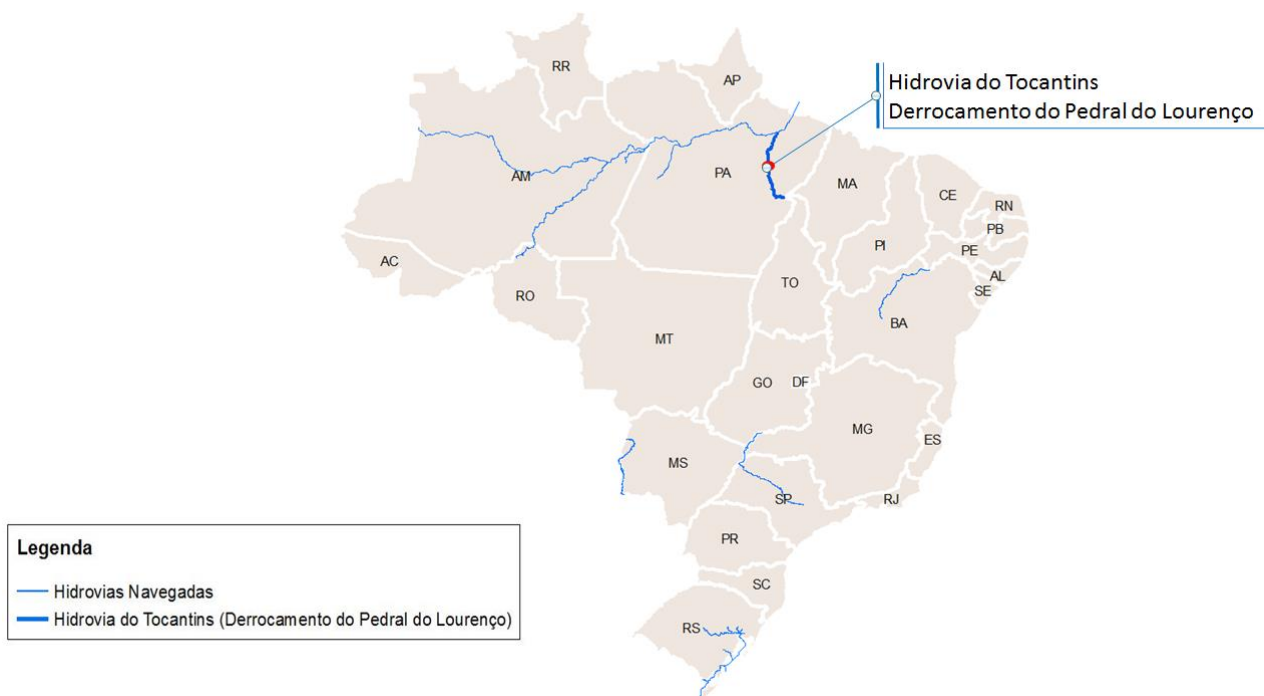 RR
AP
Hidrovia do Tocantins
Derrocamento do Pedral do Lourenço
AM
PA
MA
CE
RN
PB
PI
PE
AC
AL
TO
SE
RO
BA
MT
GO
DF
MG
ES
MS
SP
RJ
PR
SC
RS
Legenda
Hidrovias Navegadas
Hidrovia do Tocantins (Derrocamento do Pedral do Lourenço)